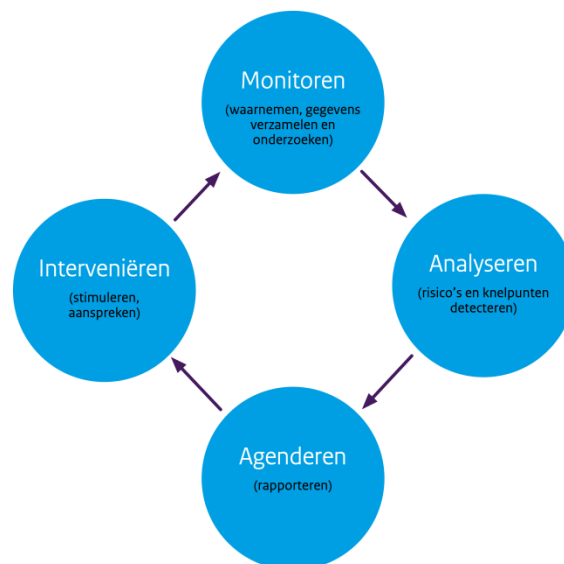 Monitoren
(waarnemen, gegevens
verzamelen en
onderzoeken)
Analyseren
(risico's en knelpunten
detecteren)
Agenderen
(rapporteren)
Interveniëren
(stimuleren,
aanspreken)